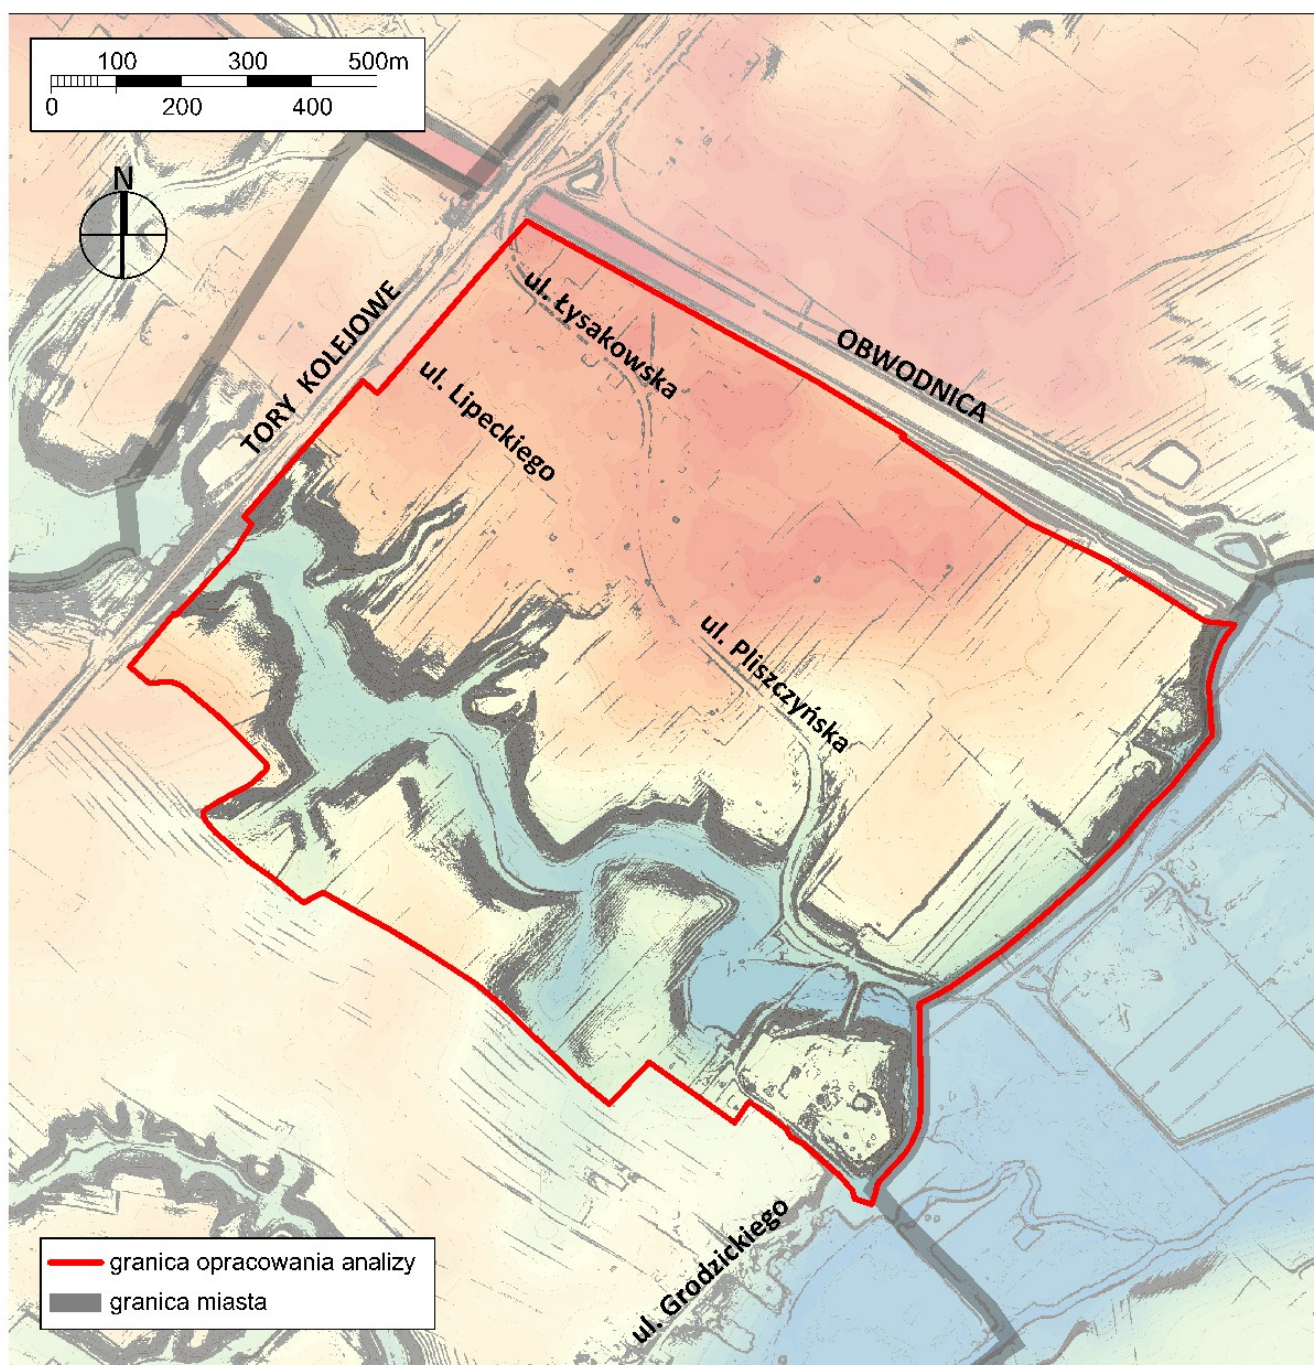 100 300 500m
0 200 400
N
TORY KOLEJOWE
ul. Łysakowska
ul. Lipeckiego
OBWODNICA
ul. Pliszczyńska
ul. Grodzickiego
granica opracowania analizy
granica miasta